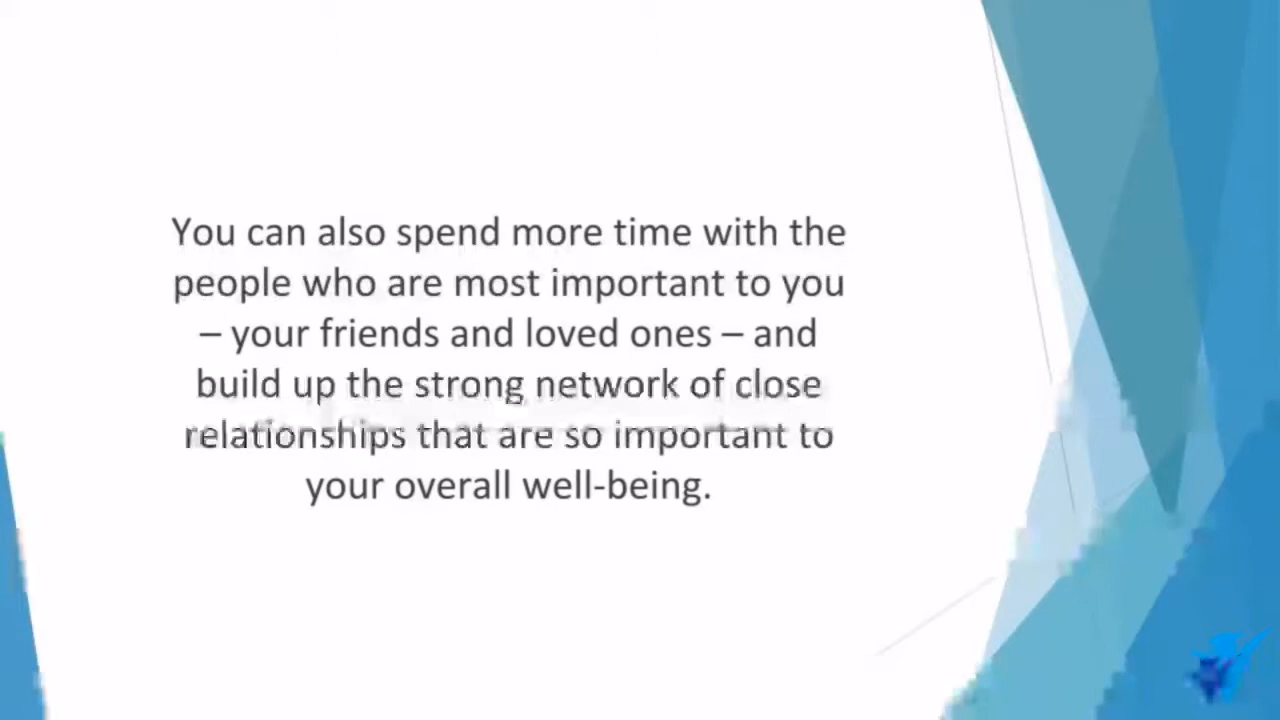 You can also spend more time with the
people who are most important to you
– your friends and loved ones – and
build up the strong network of close
relationships that are so important to
your overall well-being.